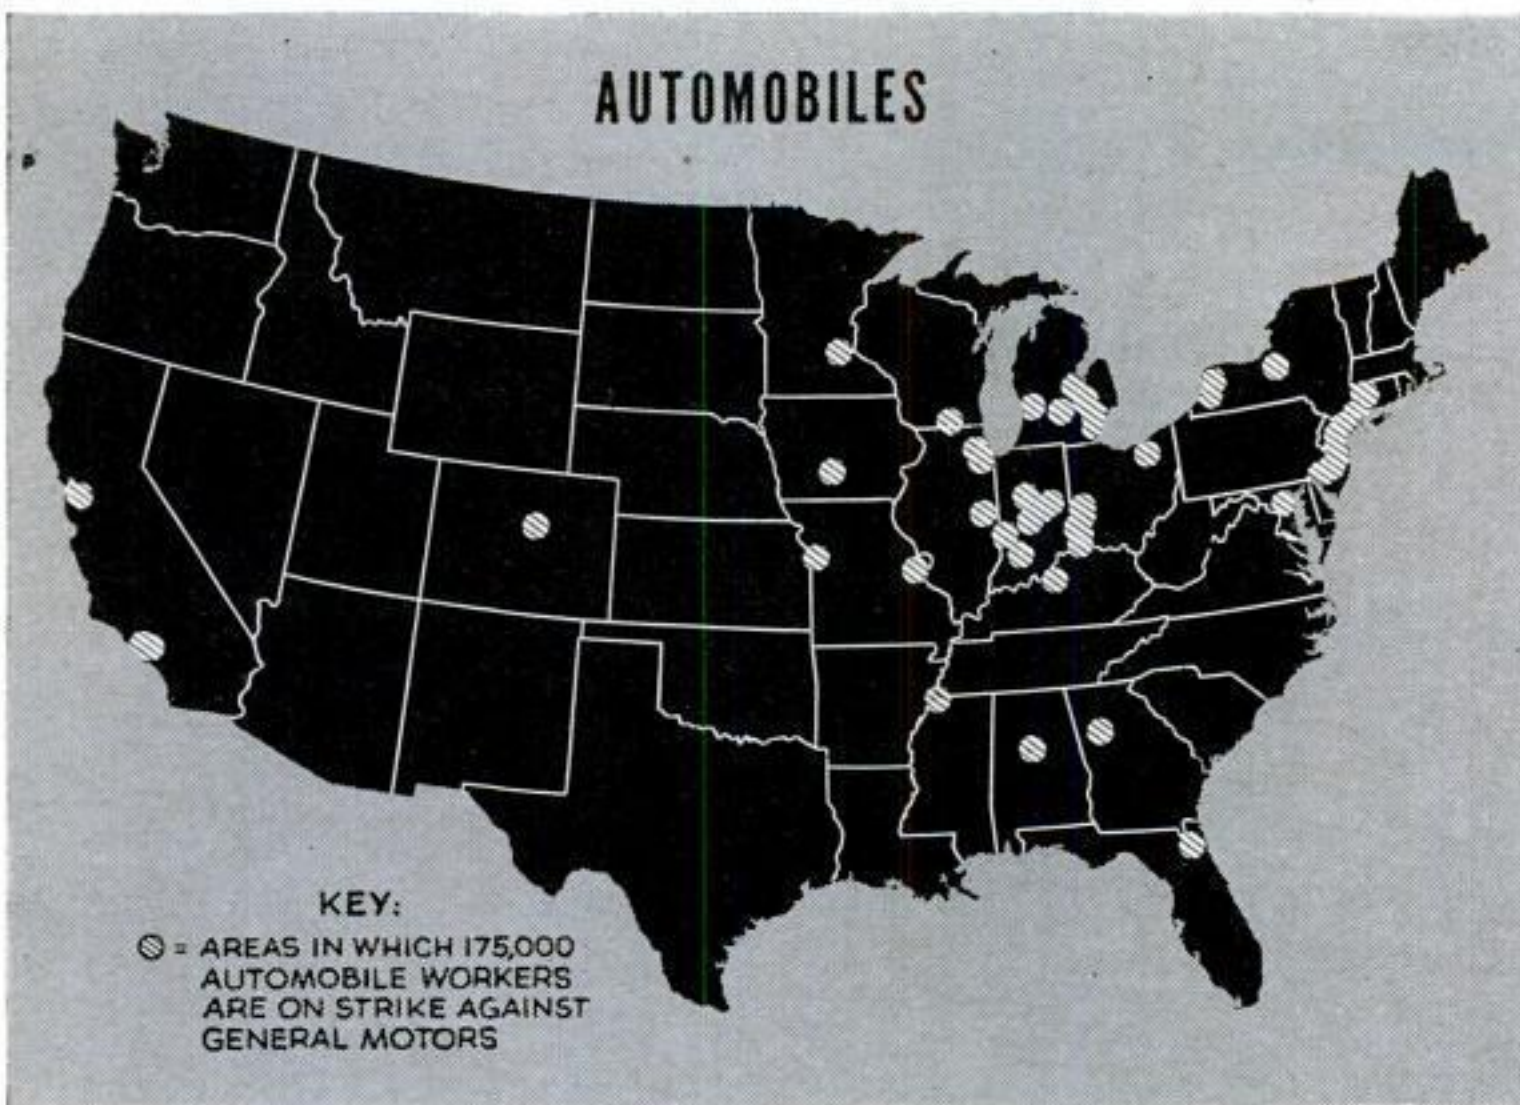 AUTOMOBILES
KEY:
= AREAS IN WHICH 175,000
AUTOMOBILE WORKERS
ARE ON STRIKE AGAINST
GENERAL MOTORS